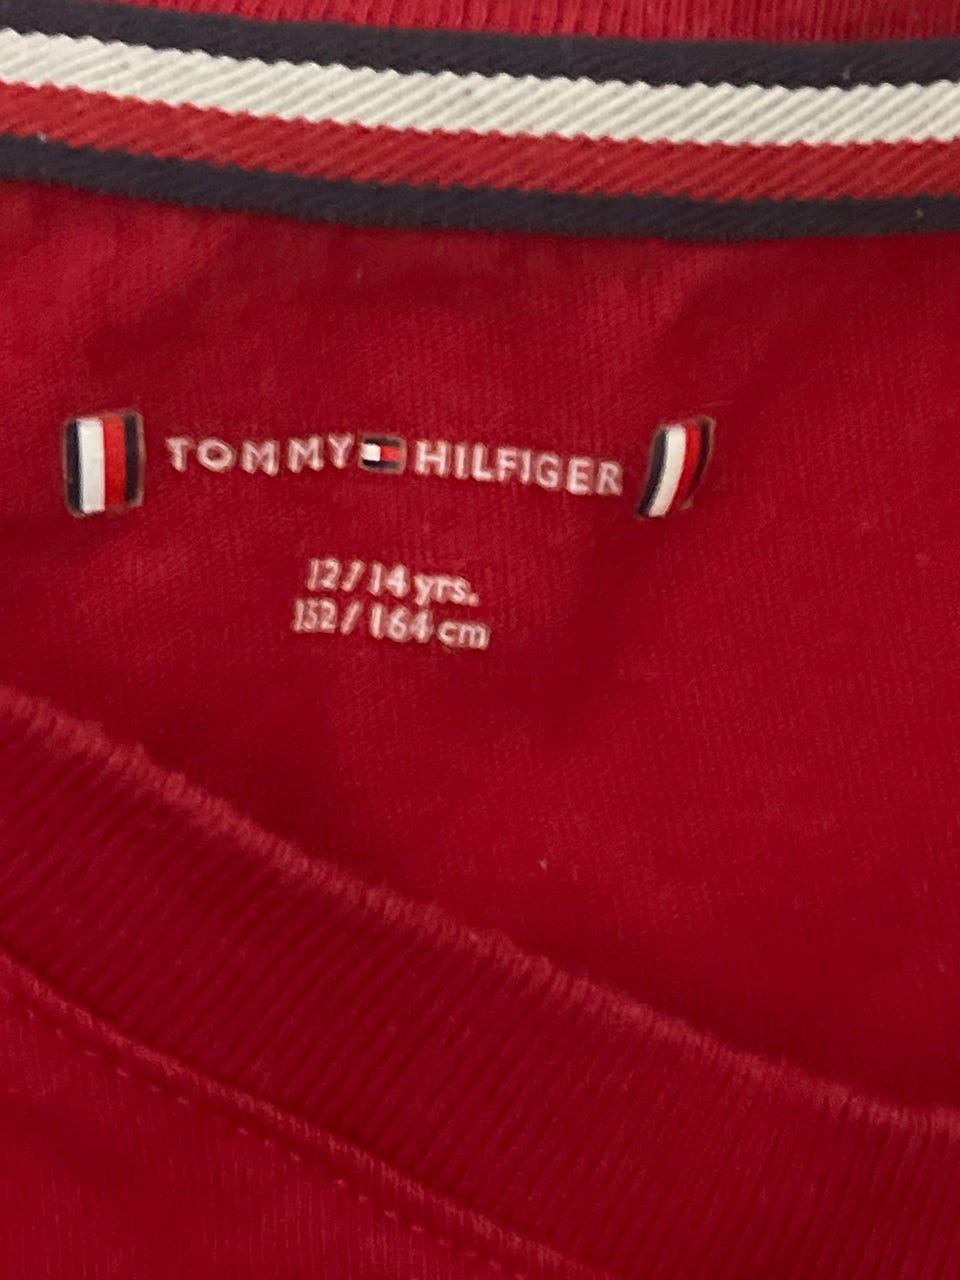 TOMMY HILFIGER
12/14 yrs.
152/164 cm